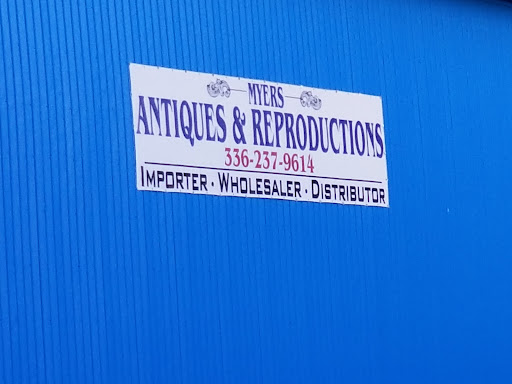 MYERS
ANTIQUES & REPRODUCTIONS
336-237-9614
IMPORTER · WHOLESALER · DISTRIBUTOR